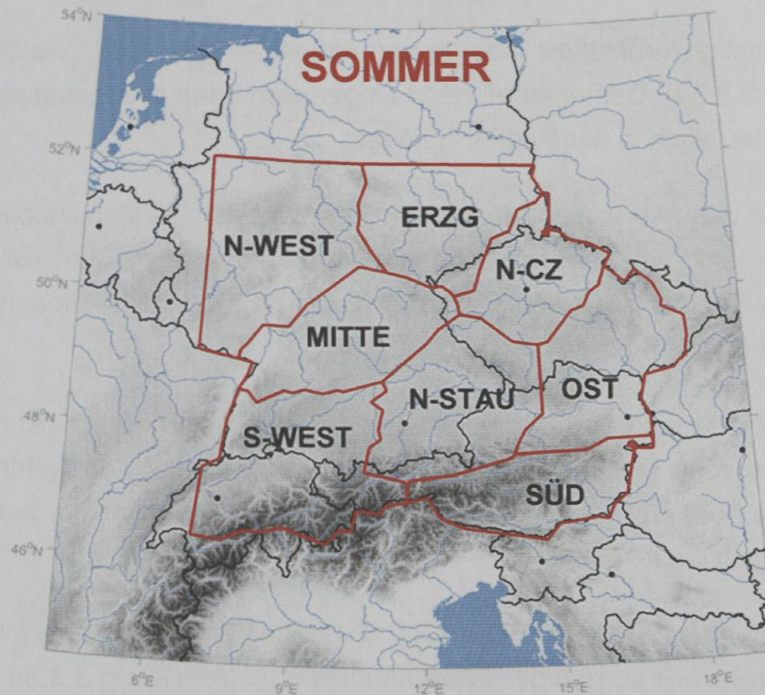 54°N
SOMMER
52°N
ERZG
N-WEST
N-CZ
50°N
MITTE
OST
N-STAU
48°N
S-WEST
SÜD
46°N
6°E
9°E
12°E
15°E
18°E